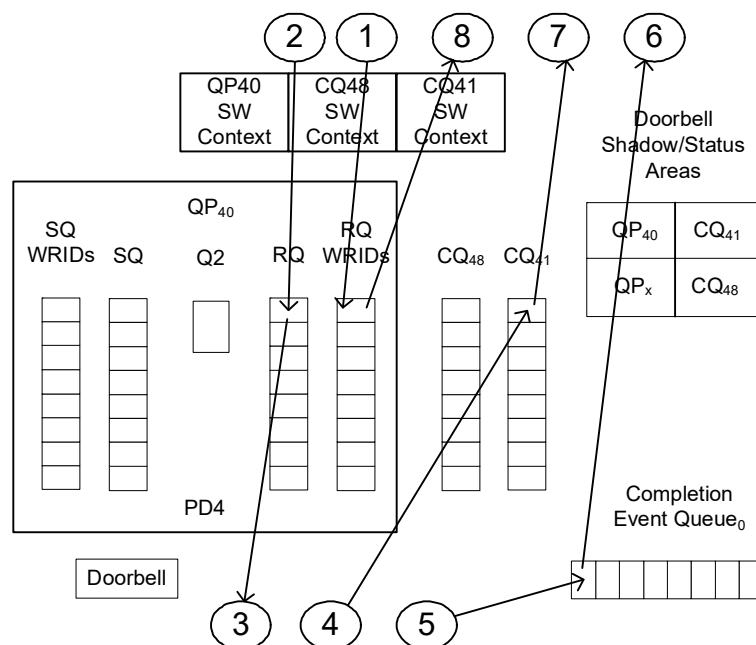 2
1
8
7
6
QP40
SW
Context
CQ48
SW
Context
CQ41
SW
Context
Doorbell
Shadow/Status
Areas
QP₄₀
CQ₄₁
QPₓ
CQ₄₈
QP₄₀
SQ
WRIDs
SQ
Q2
RQ
RQ
WRIDs
CQ₄₈
CQ₄₁
PD4
Completion
Event Queue₀
Doorbell
3
4
5